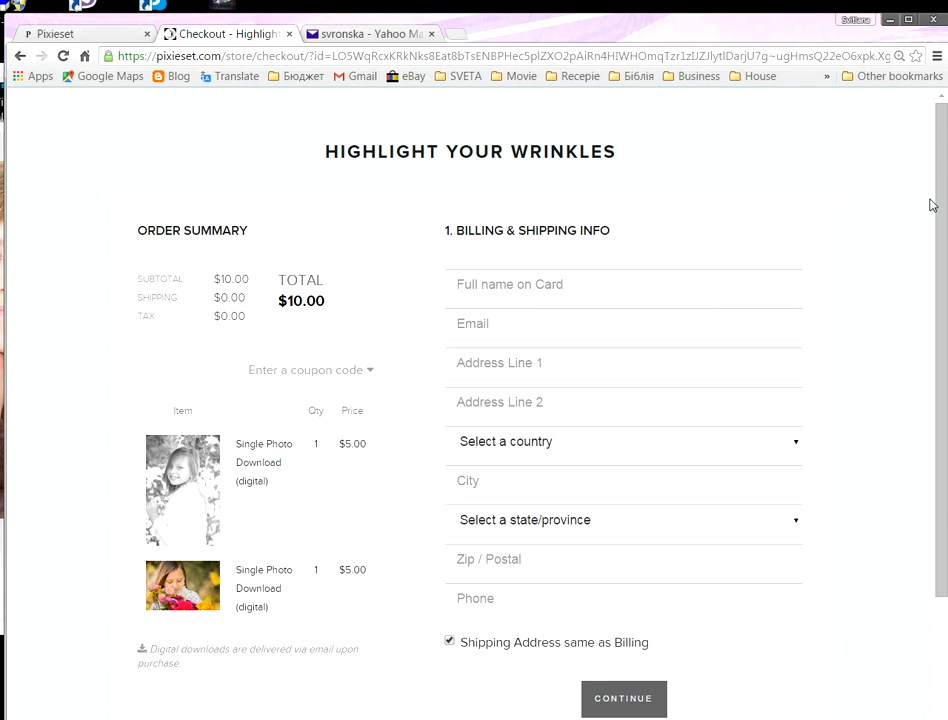 Svitlana
Pixieset
Checkout - Highligh
svronska - Yahoo Ma
https://pixieset.com/store/checkout/?id=
Apps Google Maps Blog Translate Бюджет Gmail eBay SVETA Movie Recepie Біблія Business House » Other bookmarks
HIGHLIGHT YOUR WRINKLES
ORDER SUMMARY
SUBTOTAL $10.00
SHIPPING $0.00
TAX $0.00
TOTAL
$10.00
Enter a coupon code
Item Qty Price
Single Photo 1 $5.00
Download
(digital)
Single Photo 1 $5.00
Download
(digital)
Digital downloads are delivered via email upon
purchase.
1. BILLING & SHIPPING INFO
Full name on Card
Email
Address Line 1
Address Line 2
Select a country
City
Select a state/province
Zip / Postal
Phone
Shipping Address same as Billing
CONTINUE